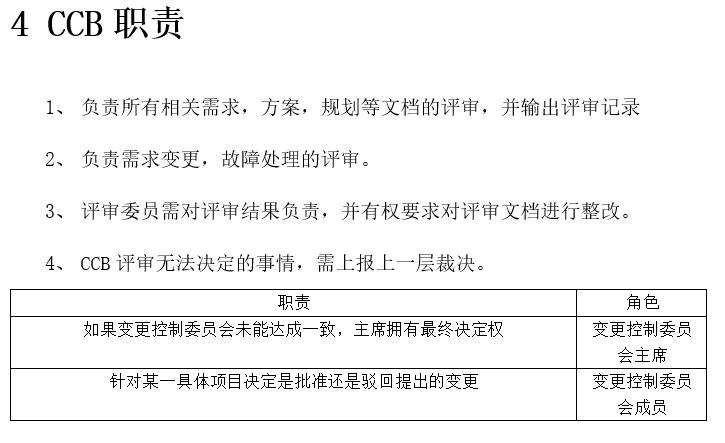 4 CCB 职责
1、 负责所有相关需求，方案，规划等文档的评审，并输出评审记录
2、 负责需求变更，故障处理的评审。
3、 评审委员需对评审结果负责，并有权要求对评审文档进行整改。
4、 CCB 评审无法决定的事情，需上报上一层裁决。
职责 角色
如果变更控制委员会未能达成一致，主席拥有最终决定权 变更控制委员
会主席
针对某一具体项目决定是批准还是驳回提出的变更 变更控制委员
会成员